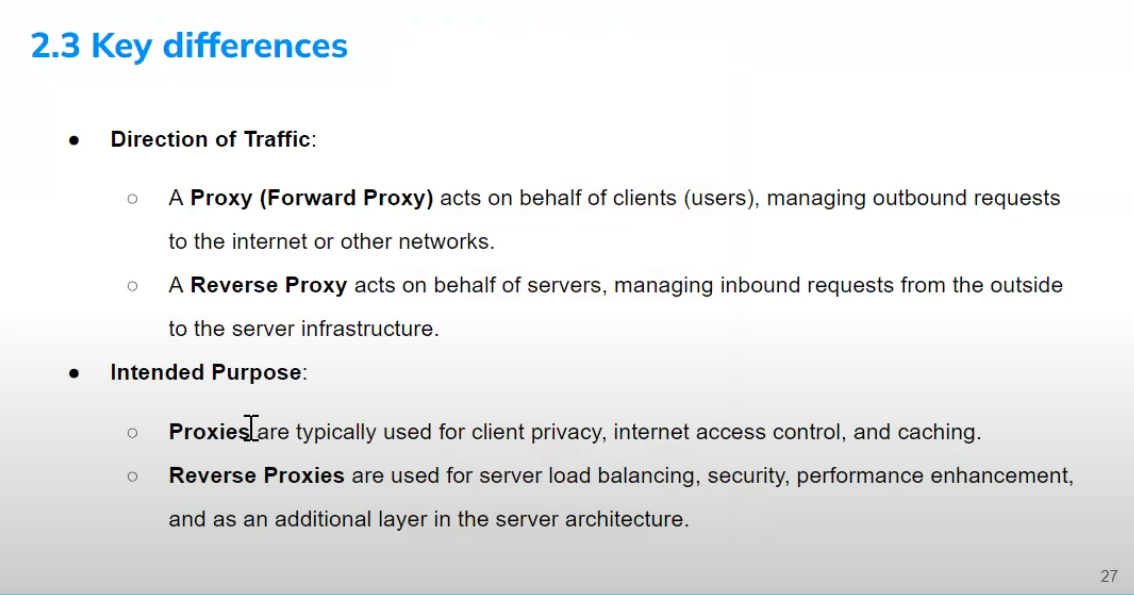 2.3 Key differences
● Direction of Traffic:
○ A Proxy (Forward Proxy) acts on behalf of clients (users), managing outbound requests
to the internet or other networks.
○ A Reverse Proxy acts on behalf of servers, managing inbound requests from the outside
to the server infrastructure.
● Intended Purpose:
○ Proxies are typically used for client privacy, internet access control, and caching.
○ Reverse Proxies are used for server load balancing, security, performance enhancement,
and as an additional layer in the server architecture.
27